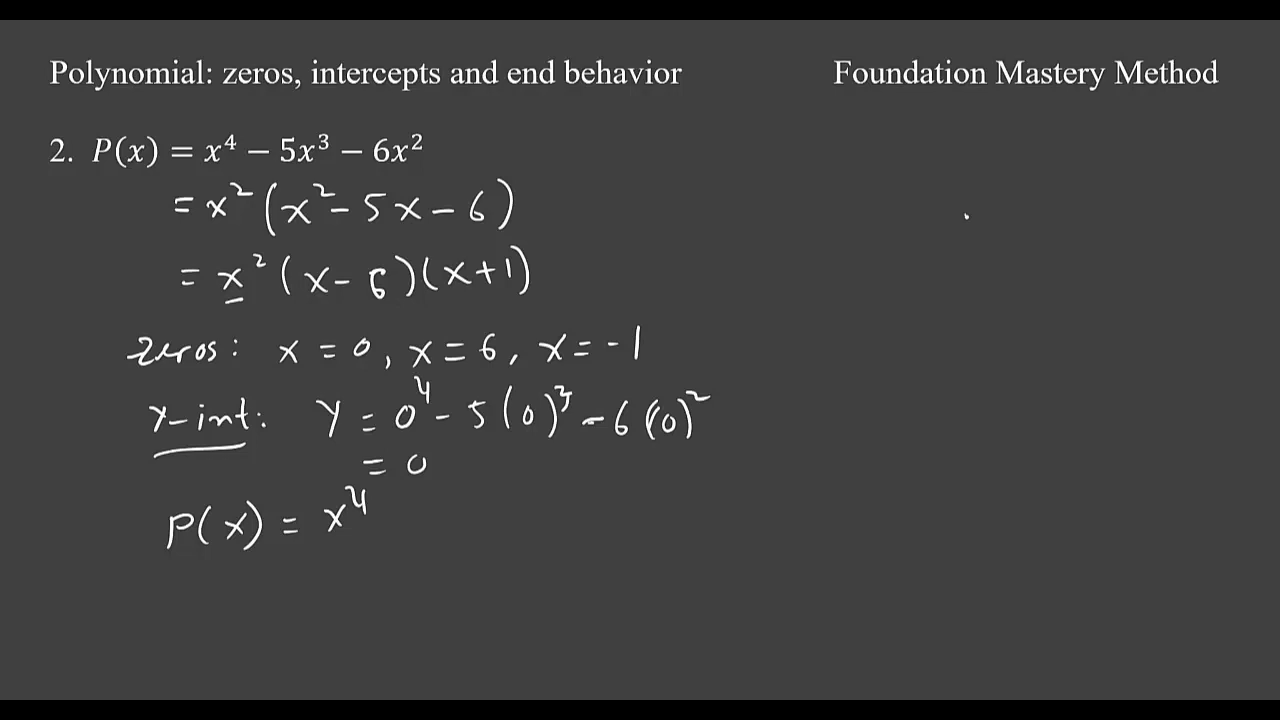 Polynomial: zeros, intercepts and end behavior Foundation Mastery Method
2. P(x) = x⁴ − 5x³ − 6x²
= x² (x² − 5x − 6)
= x² (x − 6)(x + 1)
zeros: x = 0, x = 6, x = -1
Y-int: Y = 0⁴ - 5(0)³ - 6(0)²
= 0
P(x) = x⁴